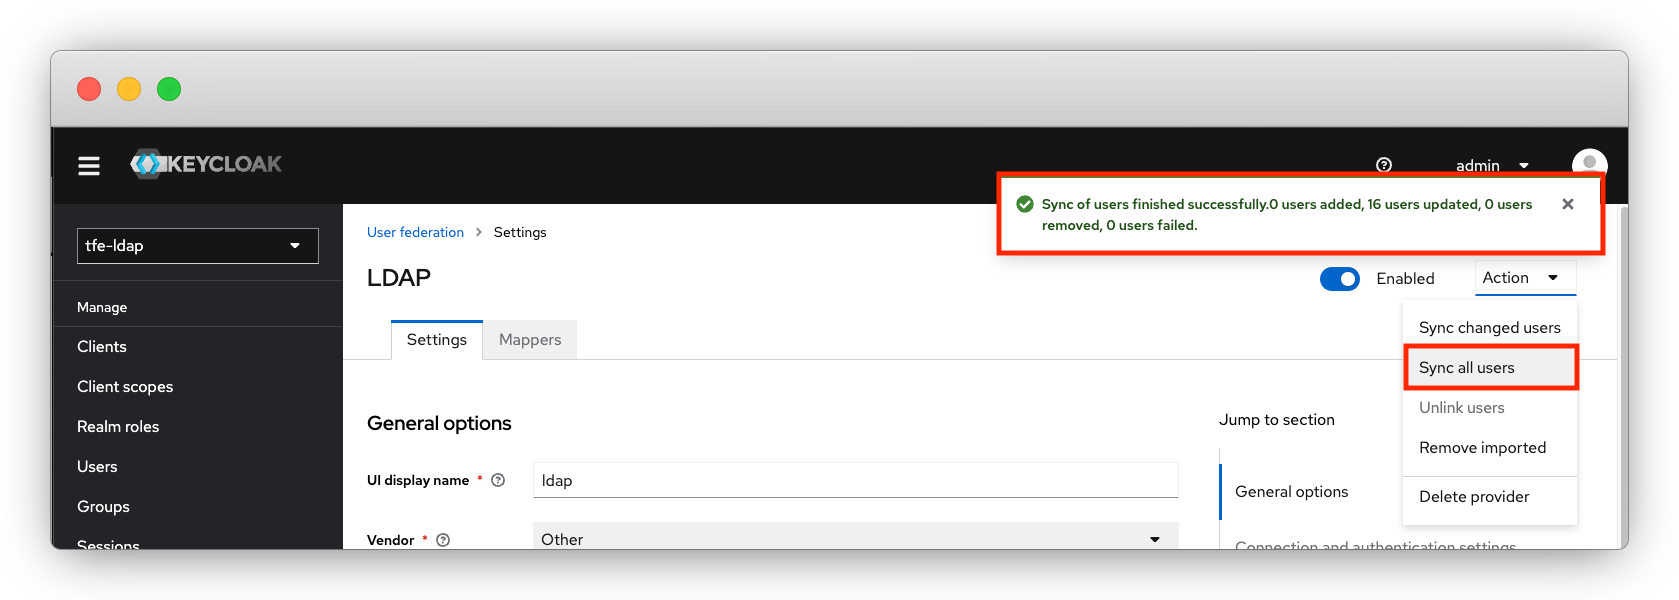 KEYCLOAK
admin
Sync of users finished successfully.0 users added, 16 users updated, 0 users
removed, 0 users failed.
tfe-ldap
Manage
Clients
Client scopes
Realm roles
Users
Groups
Sessions
User federation > Settings
LDAP
Enabled
Action
Sync changed users
Sync all users
Unlink users
Remove imported
Delete provider
Settings
Mappers
General options
UI display name *
ldap
Vendor *
Other
Jump to section
General options
Connection and authentication settings